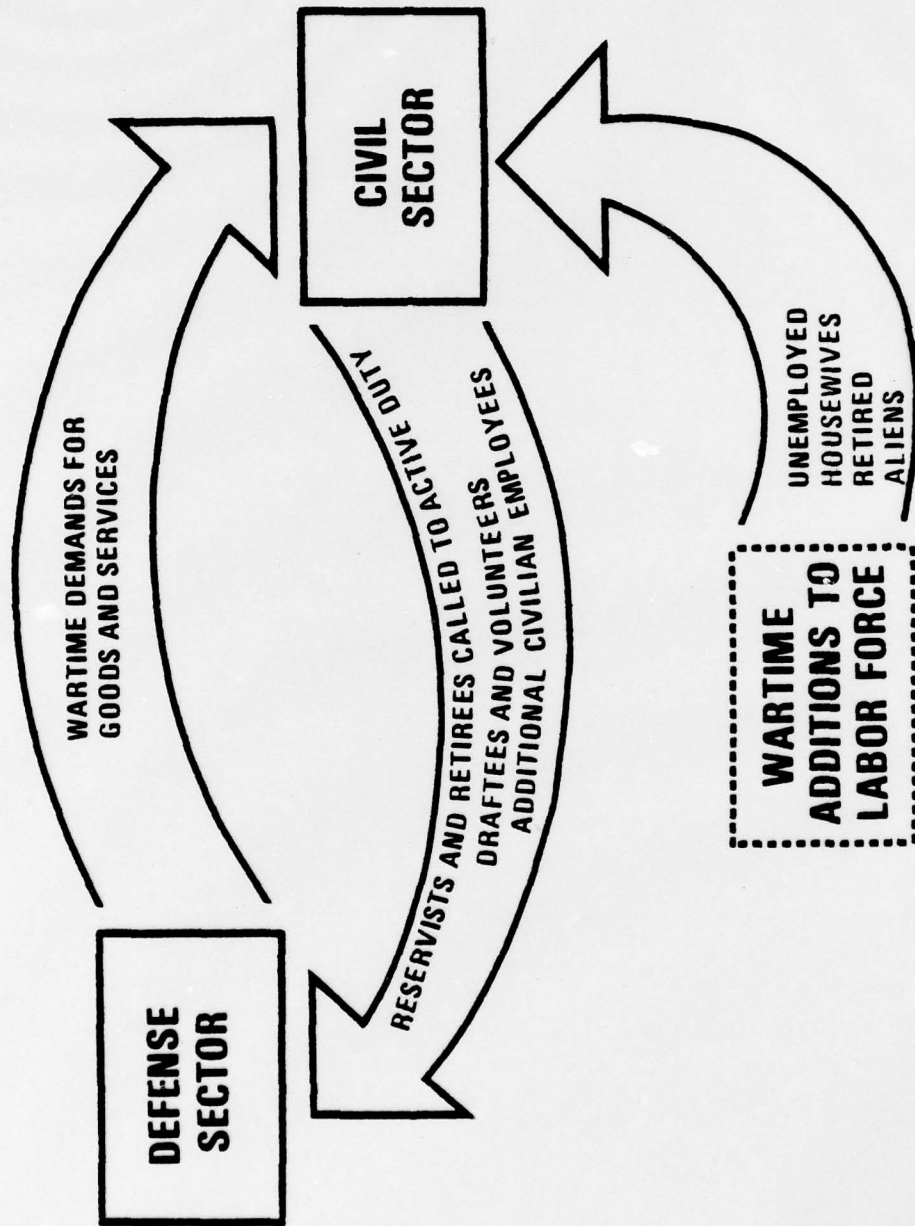 WARTIME DEMANDS FOR
GOODS AND SERVICES
DEFENSE
SECTOR
CIVIL
SECTOR
RESERVISTS AND RETIREES CALLED TO ACTIVE DUTY
DRAFTEES AND VOLUNTEERS
ADDITIONAL CIVILIAN EMPLOYEES
WARTIME
ADDITIONS TO
LABOR FORCE
UNEMPLOYED
HOUSEWIVES
RETIRED
ALIENS